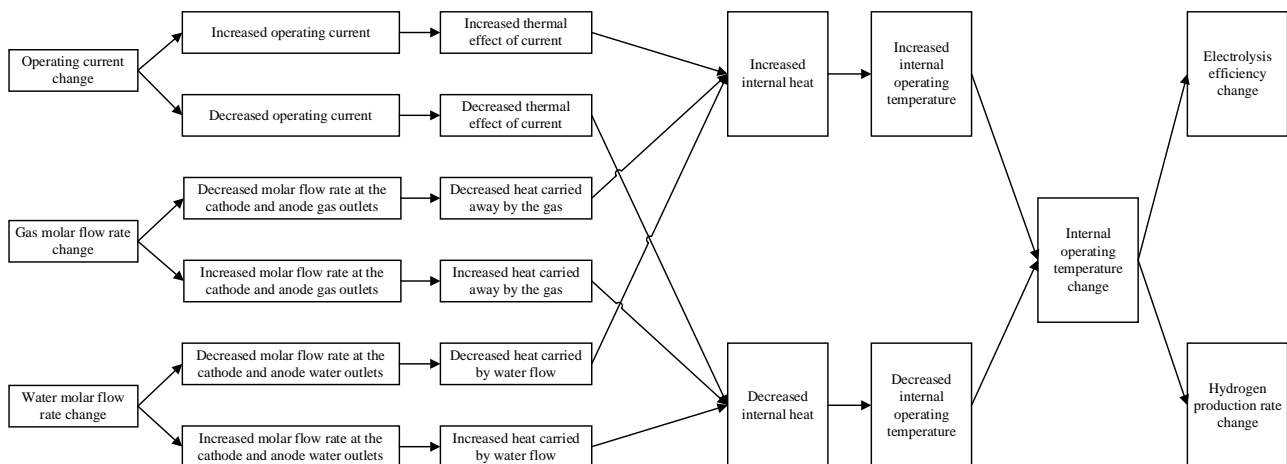 Operating current
change
Gas molar flow rate
change
Water molar flow
rate change
Increased operating current
Decreased operating current
Decreased molar flow rate at the
cathode and anode gas outlets
Increased molar flow rate at the
cathode and anode gas outlets
Decreased molar flow rate at the
cathode and anode water outlets
Increased molar flow rate at the
cathode and anode water outlets
Increased thermal
effect of current
Decreased thermal
effect of current
Decreased heat carried
away by the gas
Increased heat carried
away by the gas
Decreased heat carried
by water flow
Increased heat carried
by water flow
Increased
internal heat
Decreased
internal heat
Increased
internal
operating
temperature
Decreased
internal
operating
temperature
Internal
operating
temperature
change
Electrolysis
efficiency
change
Hydrogen
production rate
change